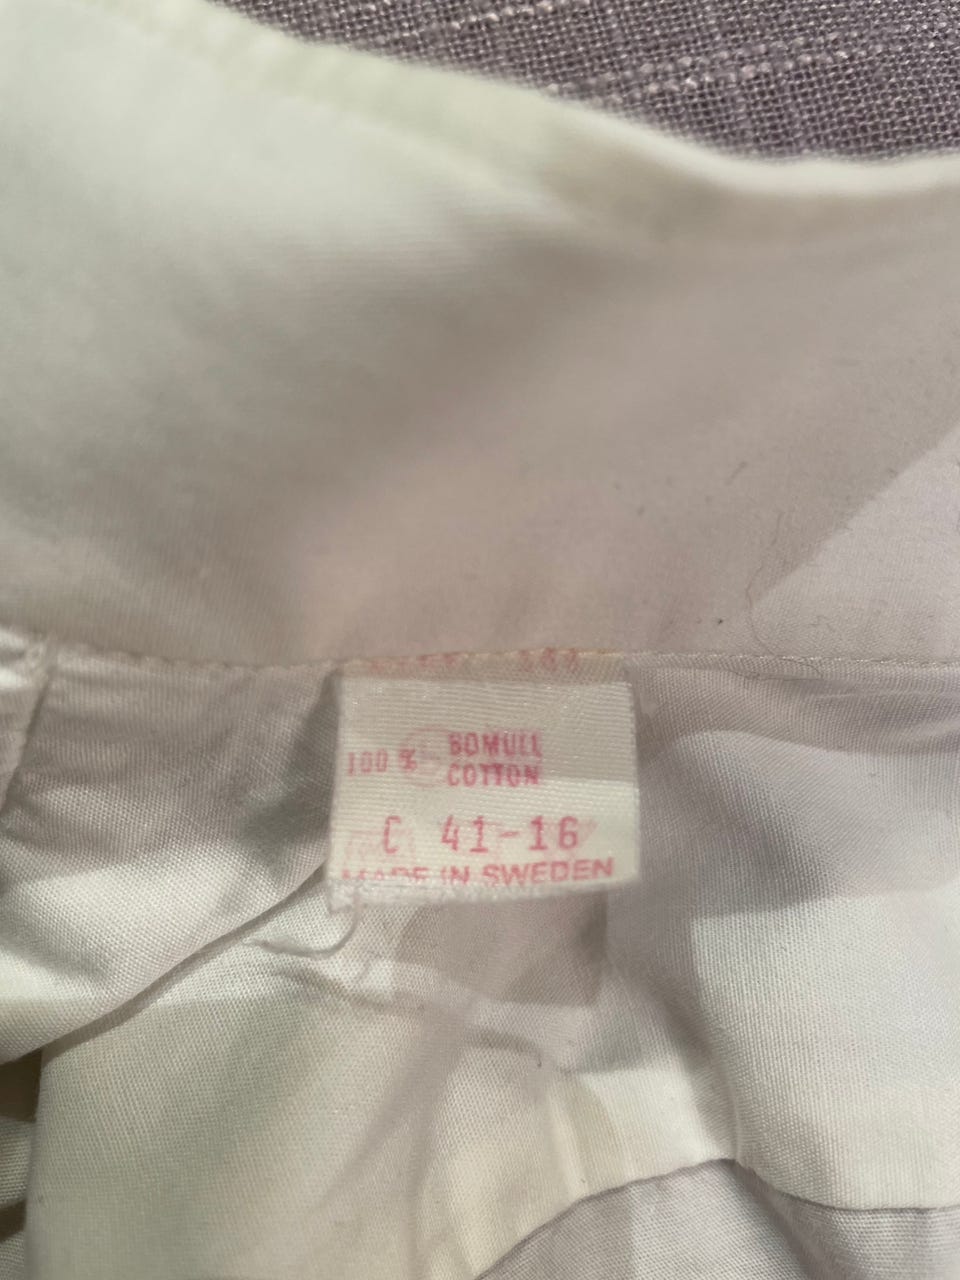 100 % BOMULL
COTTON
C 41-16
MADE IN SWEDEN